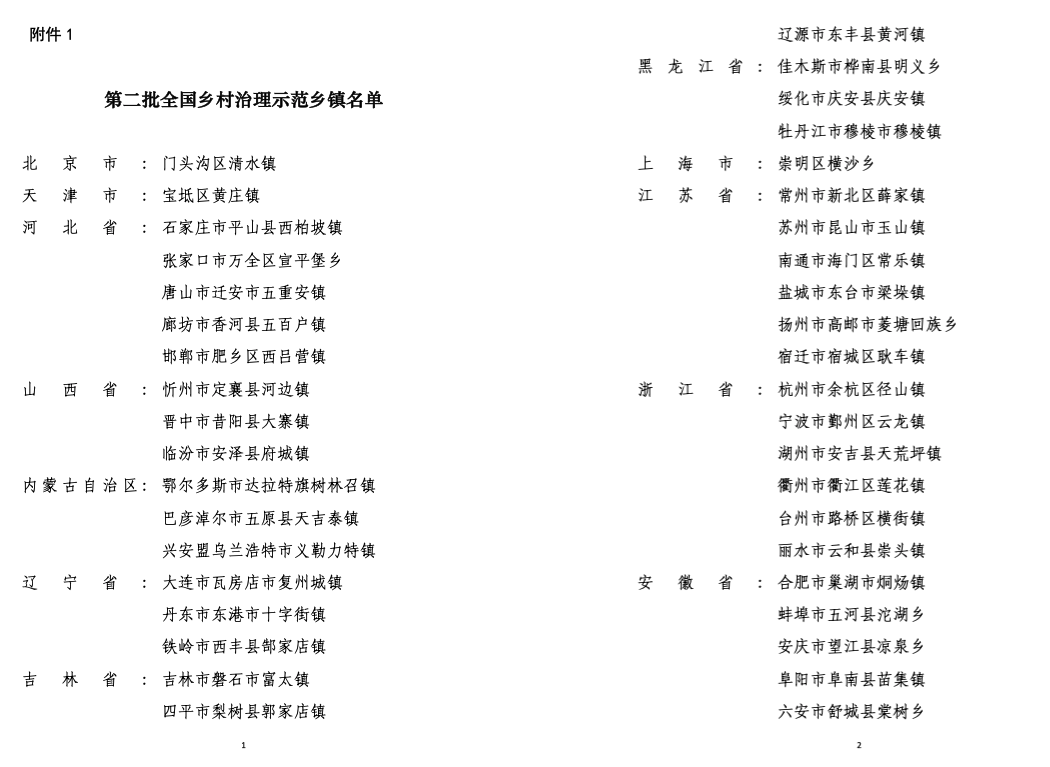 附件 1
第二批全国乡村治理示范乡镇名单
北京市：门头沟区清水镇
天津市：宝坻区黄庄镇
河北省：石家庄市平山县西柏坡镇
张家口市万全区宣平堡乡
唐山市迁安市五重安镇
廊坊市香河县五百户镇
邯郸市肥乡区西吕营镇
山西省：忻州市定襄县河边镇
晋中市昔阳县大寨镇
临汾市安泽县府城镇
内蒙古自治区：鄂尔多斯市达拉特旗树林召镇
巴彦淖尔市五原县天吉泰镇
兴安盟乌兰浩特市义勒力特镇
辽宁省：大连市瓦房店市复州城镇
丹东市东港市十字街镇
铁岭市西丰县郜家店镇
吉林省：吉林市磐石市富太镇
四平市梨树县郭家店镇
1
辽源市东丰县黄河镇
黑龙江省：佳木斯市桦南县明义乡
绥化市庆安县庆安镇
牡丹江市穆棱市穆棱镇
上海市：崇明区横沙乡
江苏省：常州市新北区薛家镇
苏州市昆山市玉山镇
南通市海门区常乐镇
盐城市东台市梁垛镇
扬州市高邮市菱塘回族乡
宿迁市宿城区耿车镇
浙江省：杭州市余杭区径山镇
宁波市鄞州区云龙镇
湖州市安吉县天荒坪镇
衢州市衢江区莲花镇
台州市路桥区横街镇
丽水市云和县崇头镇
安徽省：合肥市巢湖市烔炀镇
蚌埠市五河县沱湖乡
安庆市望江县凉泉乡
阜阳市阜南县苗集镇
六安市舒城县棠树乡
2